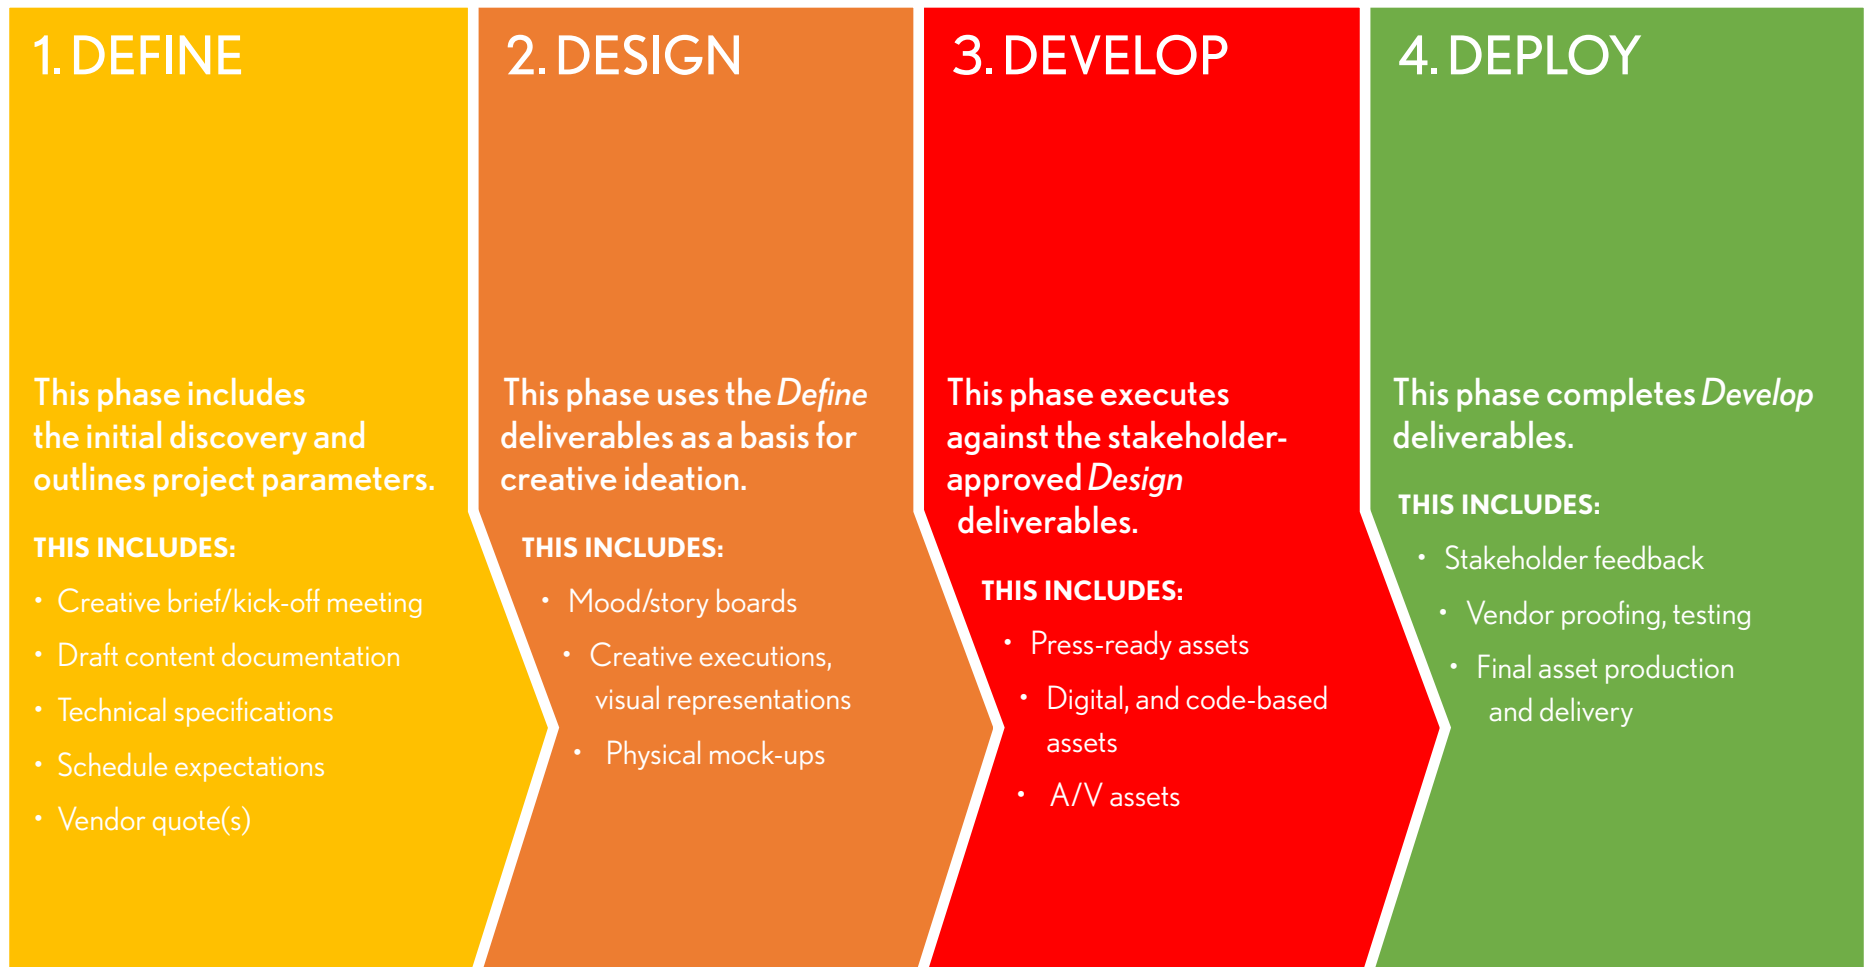 1. DEFINE
This phase includes
the initial discovery and
outlines project parameters.
THIS INCLUDES:
• Creative brief/kick-off meeting
• Draft content documentation
• Technical specifications
• Schedule expectations
• Vendor quote(s)
2. DESIGN
This phase uses the Define
deliverables as a basis for
creative ideation.
THIS INCLUDES:
• Mood/story boards
• Creative executions,
visual representations
• Physical mock-ups
3. DEVELOP
This phase executes
against the stakeholder-
approved Design
deliverables.
THIS INCLUDES:
• Press-ready assets
• Digital, and code-based
assets
• A/V assets
4. DEPLOY
This phase completes Develop
deliverables.
THIS INCLUDES:
• Stakeholder feedback
• Vendor proofing, testing
• Final asset production
and delivery